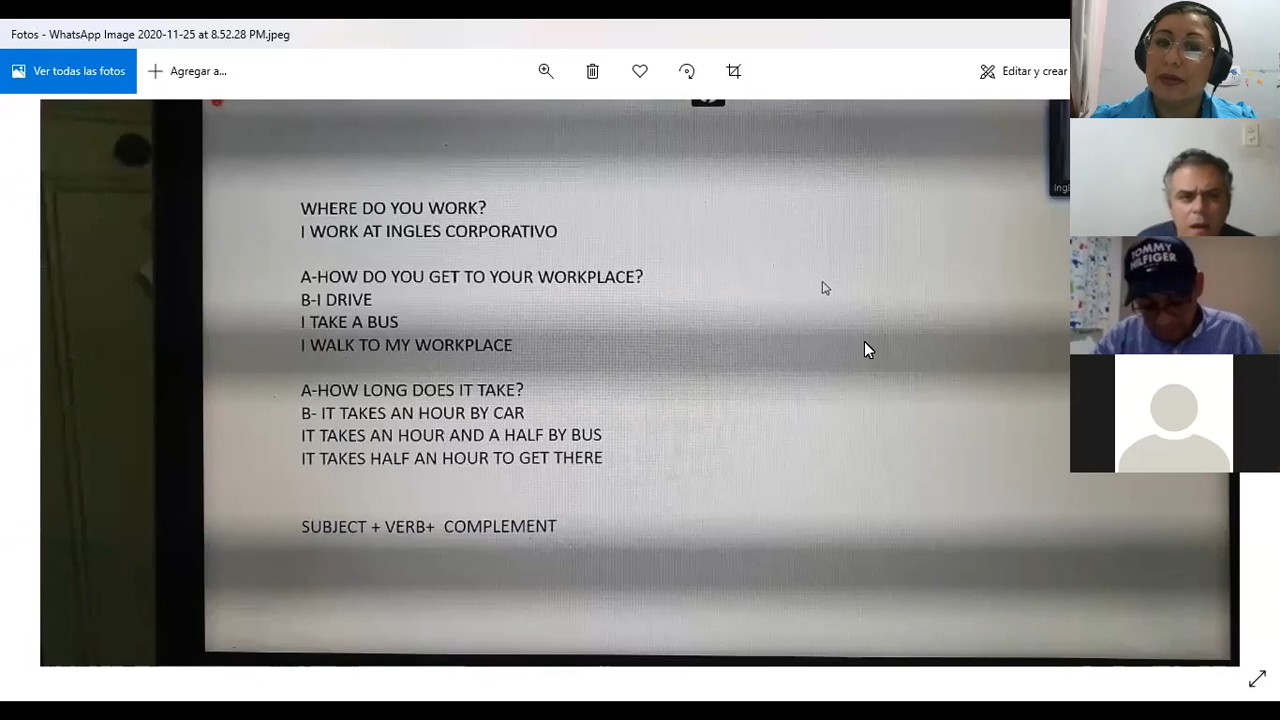 Fotos - WhatsApp Image 2020-11-25 at 8.52.28 PM.jpeg
Ver todas las fotos
Agregar a...
Editar y crear
WHERE DO YOU WORK?
I WORK AT INGLES CORPORATIVO
A-HOW DO YOU GET TO YOUR WORKPLACE?
B-I DRIVE
I TAKE A BUS
I WALK TO MY WORKPLACE
A-HOW LONG DOES IT TAKE?
B- IT TAKES AN HOUR BY CAR
IT TAKES AN HOUR AND A HALF BY BUS
IT TAKES HALF AN HOUR TO GET THERE
SUBJECT + VERB+ COMPLEMENT
TOMMY
HILFIGER